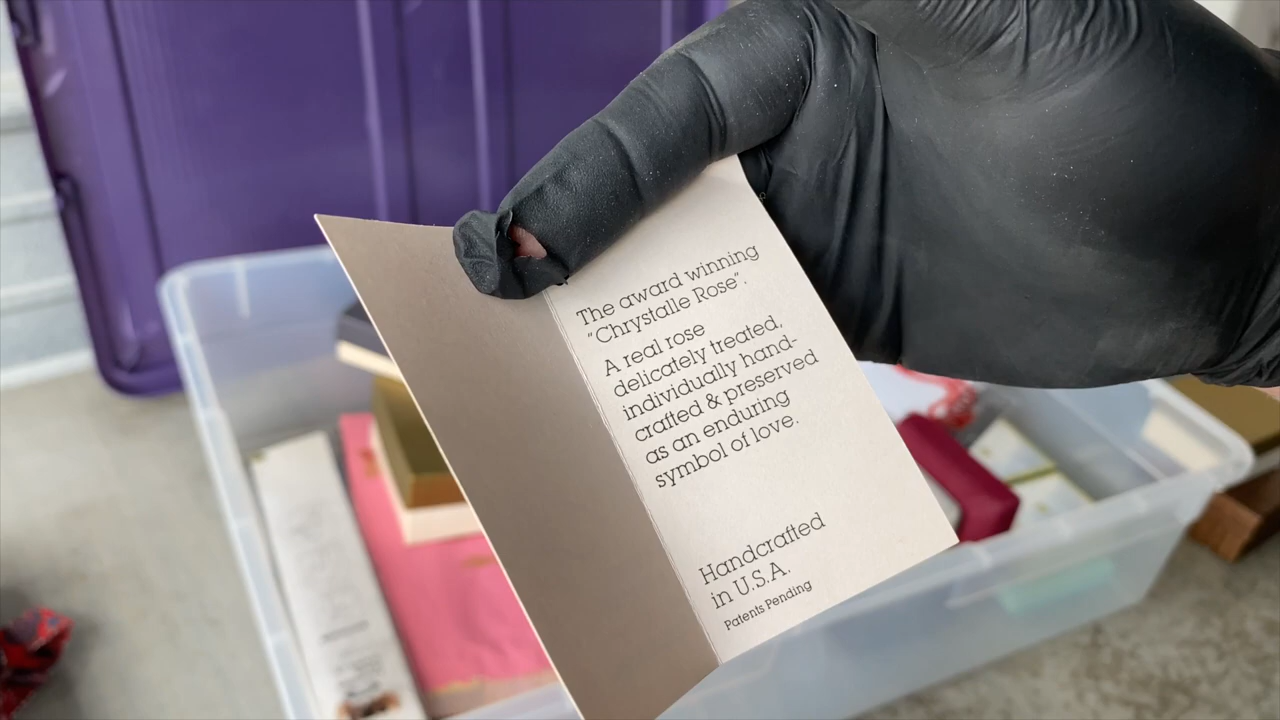 The award winning
"Chrystalle Rose".
A real rose
delicately treated,
individually hand-
crafted & preserved
as an enduring
symbol of love.
Handcrafted
in U.S.A.
Patents Pending